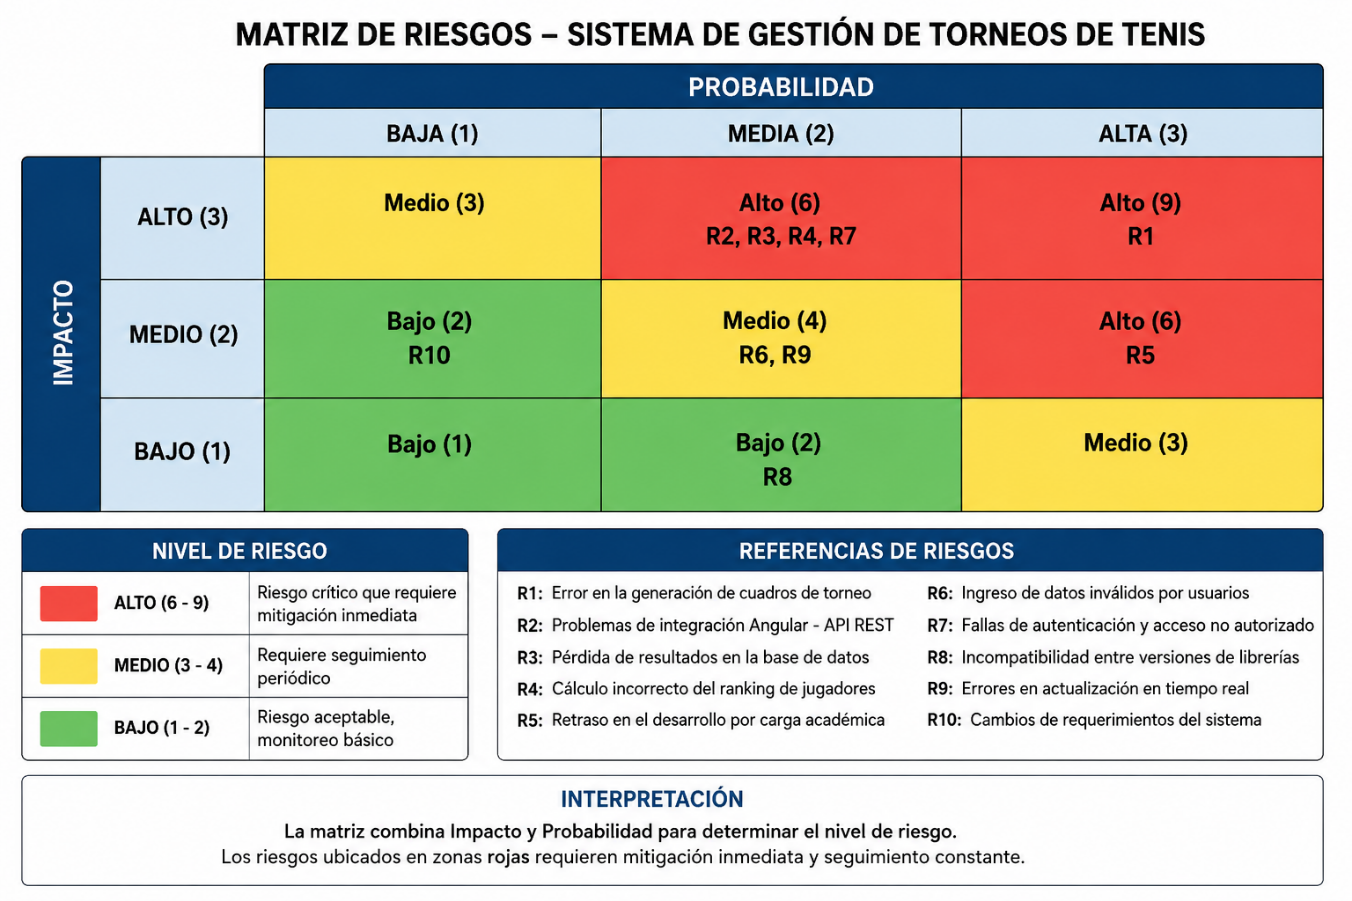 MATRIZ DE RIESGOS – SISTEMA DE GESTIÓN DE TORNEOS DE TENIS
PROBABILIDAD
BAJA (1)
MEDIA (2)
ALTA (3)
IMPACTO
ALTO (3)
Medio (3)
Alto (6)
R2, R3, R4, R7
Alto (9)
R1
MEDIO (2)
Bajo (2)
R10
Medio (4)
R6, R9
Alto (6)
R5
BAJO (1)
Bajo (1)
Bajo (2)
R8
Medio (3)
NIVEL DE RIESGO
ALTO (6 - 9)
Riesgo crítico que requiere
mitigación inmediata
MEDIO (3 - 4)
Requiere seguimiento
periódico
BAJO (1 - 2)
Riesgo aceptable,
monitoreo básico
REFERENCIAS DE RIESGOS
R1: Error en la generación de cuadros de torneo
R2: Problemas de integración Angular - API REST
R3: Pérdida de resultados en la base de datos
R4: Cálculo incorrecto del ranking de jugadores
R5: Retraso en el desarrollo por carga académica
R6: Ingreso de datos inválidos por usuarios
R7: Fallas de autenticación y acceso no autorizado
R8: Incompatibilidad entre versiones de librerías
R9: Errores en actualización en tiempo real
R10: Cambios de requerimientos del sistema
INTERPRETACIÓN
La matriz combina Impacto y Probabilidad para determinar el nivel de riesgo.
Los riesgos ubicados en zonas rojas requieren mitigación inmediata y seguimiento constante.